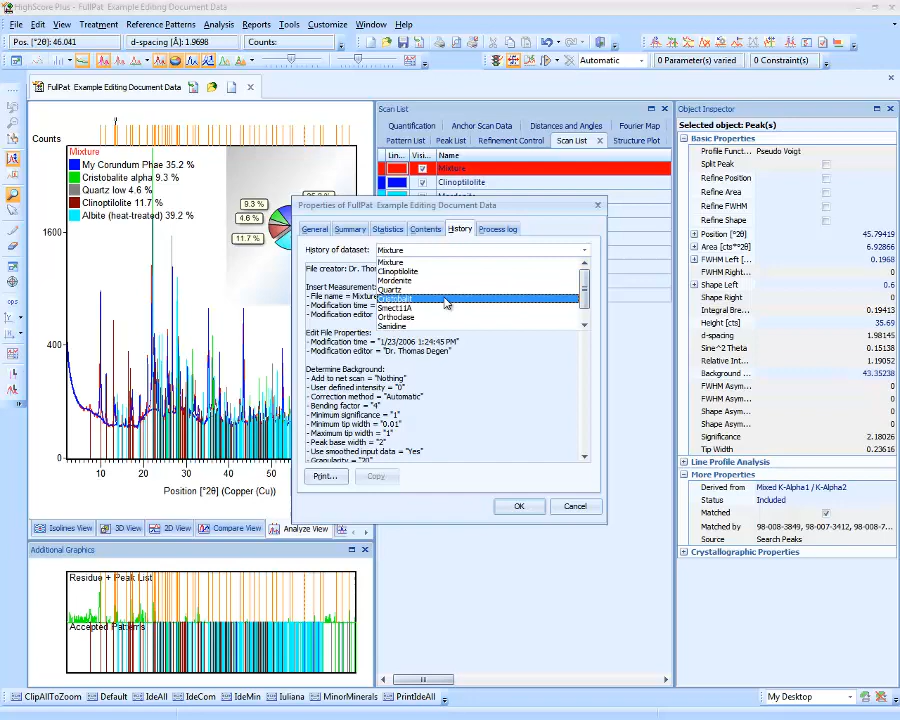 HighScore Plus - FullPat Example Editing Document Data
File Edit View Treatment Reference Patterns Analysis Reports Tools Customize Window Help
Pos. [°2θ]: 46.041 d-spacing [Å]: 1.9698 Counts:
Automatic 0 Parameter(s) varied 0 Constraint(s)
FullPat Example Editing Document Data
Counts
Mixture
My Corundum Phae 35.2 %
Cristobalite alpha 9.3 %
Quartz low 4.6 %
Clinoptilolite 11.7 %
Albite (heat-treated) 39.2 %
9.3 %
4.6 %
11.7 %
1600
400
0
10 20 30 40 50
Position [°2θ] (Copper (Cu))
Isolines View 3D View 2D View Compare View Analyze View
Additional Graphics
Residue + Peak List
Accepted Patterns
Scan List
Quantification Anchor Scan Data Distances and Angles Fourier Map
Pattern List Peak List Refinement Control Scan List Structure Plot
Lin... Visi... Name
Mixture
Clinoptilolite
Properties of FullPat Example Editing Document Data
General Summary Statistics Contents History Process log
History of dataset: Mixture
Mixture
Clinoptilolite
Mordenite
Quartz
Cristobalit
Smect11A
Orthoclase
Sanidine
File creator: Dr. Tho
Insert Measurement:
- File name = Mixture
- Modification time =
- Modification editor
Edit File Properties:
- Modification time = "1/23/2006 1:24:45 PM"
- Modification editor = "Dr. Thomas Degen"
Determine Background:
- Add to net scan = "Nothing"
- User defined intensity = "0"
- Correction method = "Automatic"
- Bending factor = "4"
- Minimum significance = "1"
- Minimum tip width = "0.01"
- Maximum tip width = "1"
- Peak base width = "2"
- Use smoothed input data = "Yes"
- Granularity = "20"
Print... Copy
OK Cancel
Object Inspector
Selected object: Peak(s)
Basic Properties
Profile Funct... Pseudo Voigt
Split Peak
Refine Position
Refine Area
Refine FWHM
Refine Shape
Position [°2θ] 45.79419
Area [cts*°2θ] 6.92866
FWHM Left [°... 0.1968
FWHM Right...
Shape Left 0.6
Shape Right
Integral Bre... 0.19413
Height [cts] 35.69
d-spacing 1.98145
Sine^2 Theta 0.15138
Relative Int... 1.19052
Background ... 43.35238
FWHM Asym...
Shape Asym...
Significance 2.18026
Tip Width 0.23616
Line Profile Analysis
More Properties
Derived from Mixed K-Alpha1 / K-Alpha2
Status Included
Matched
Matched by 98-008-3849, 98-007-3412, 98-008-7...
Source Search Peaks
Crystallographic Properties
ClipAllToZoom Default IdeAll IdeCom IdeMin Iuliana MinorMinerals PrintIdeAll
My Desktop